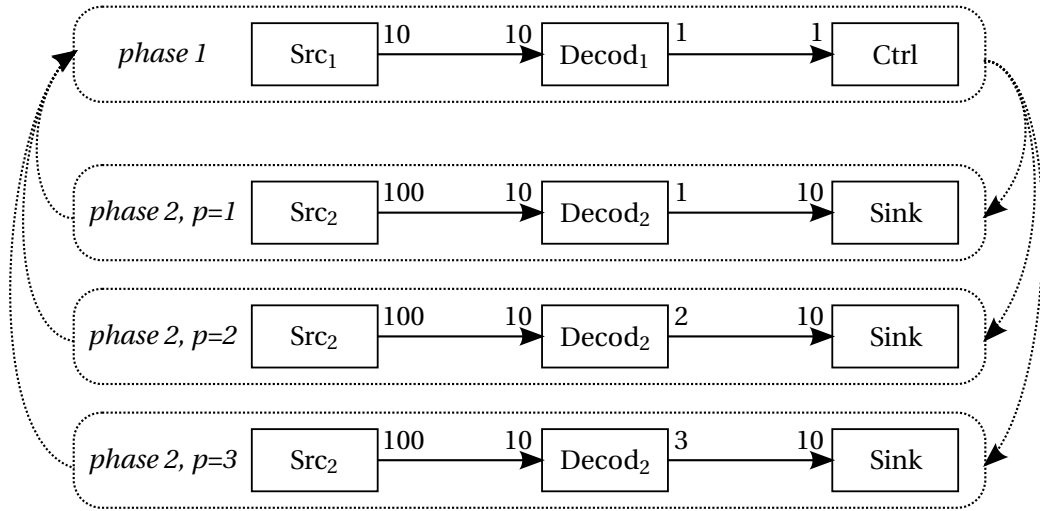 phase 1 Src₁ 10 10 Decod₁ 1 1 Ctrl
phase 2, p=1 Src₂ 100 10 Decod₂ 1 10 Sink
phase 2, p=2 Src₂ 100 10 Decod₂ 2 10 Sink
phase 2, p=3 Src₂ 100 10 Decod₂ 3 10 Sink